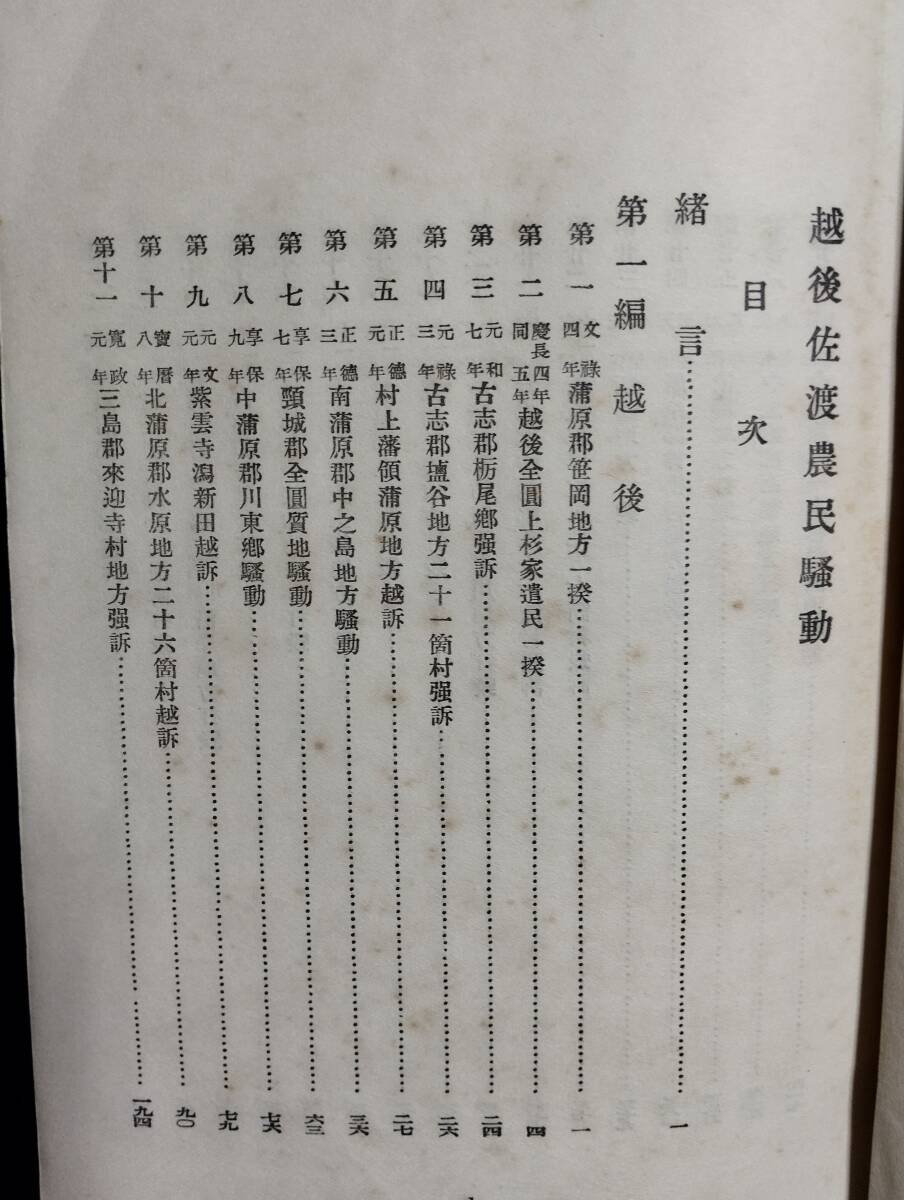 越後佐渡農民騷動
目次
緒言……一
第一編 越後
第一 文祿四年 蒲原郡笹岡地方一揆……一
第二 慶長四年同五年 越後全圓上杉家遺民一揆……四
第三 元和七年 古志郡栃尾鄕强訴……二四
第四 元祿三年 古志郡塩谷地方二十一箇村强訴……二六
第五 正德元年 村上藩領蒲原地方越訴……二七
第六 正德三年 南蒲原郡中之島地方騷動……三六
第七 享保七年 頸城郡全圓質地騷動……六三
第八 享保九年 中蒲原郡川東鄕騷動……七六
第九 元文元年 紫雲寺潟新田越訴……七九
第十 寶曆八年 北蒲原郡水原地方二十六箇村越訴……九〇
第十一 寬政元年 三島郡來迎寺村地方强訴……一九四